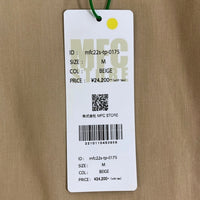 MFC
STORE
ID : mfc22s-tp-0175
SIZE : M
COL : BEIGE
PRICE : ¥24,200-
株式会社 MFC STORE
ID : mfc22s-tp-0175
SIZE : M
COL : BEIGE
PRICE : ¥24,200-